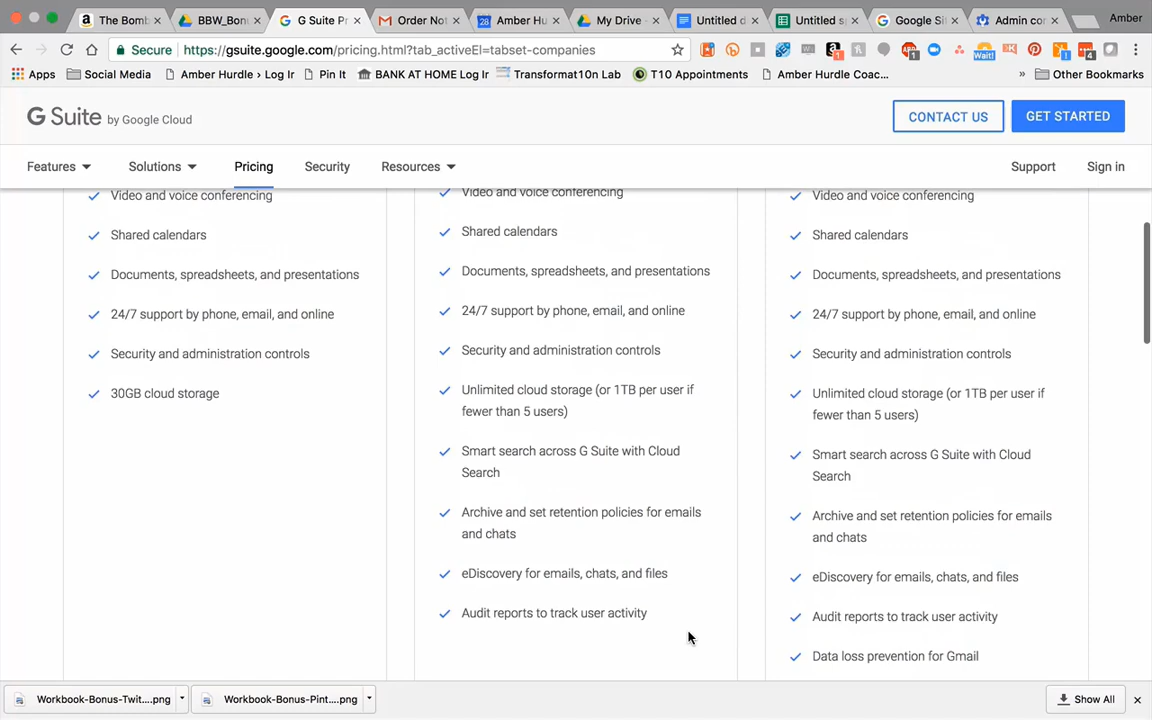 The Bomb
BBW_Bonu
G Suite Pr
Order Not
28 Amber Hu
My Drive -
Untitled d
Untitled sp
Google Sit
Admin con
Amber
Secure https://gsuite.google.com/pricing.html?tab_activeEl=tabset-companies
Apps Social Media Amber Hurdle › Log Ir Pin It BANK AT HOME Log Ir Transformat10n Lab T10 Appointments Amber Hurdle Coac... » Other Bookmarks
G Suite by Google Cloud
CONTACT US
GET STARTED
Features Solutions Pricing Security Resources Support Sign in
Video and voice conferencing
Shared calendars
Documents, spreadsheets, and presentations
24/7 support by phone, email, and online
Security and administration controls
30GB cloud storage
Video and voice conferencing
Shared calendars
Documents, spreadsheets, and presentations
24/7 support by phone, email, and online
Security and administration controls
Unlimited cloud storage (or 1TB per user if
fewer than 5 users)
Smart search across G Suite with Cloud
Search
Archive and set retention policies for emails
and chats
eDiscovery for emails, chats, and files
Audit reports to track user activity
Video and voice conferencing
Shared calendars
Documents, spreadsheets, and presentations
24/7 support by phone, email, and online
Security and administration controls
Unlimited cloud storage (or 1TB per user if
fewer than 5 users)
Smart search across G Suite with Cloud
Search
Archive and set retention policies for emails
and chats
eDiscovery for emails, chats, and files
Audit reports to track user activity
Data loss prevention for Gmail
Workbook-Bonus-Twit....png
Workbook-Bonus-Pint....png
Show All